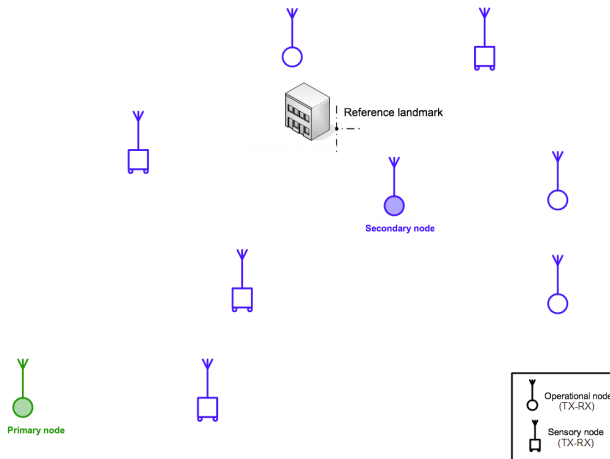 Reference landmark
Secondary node
Primary node
Operational node
(TX-RX)
Sensory node
(TX-RX)